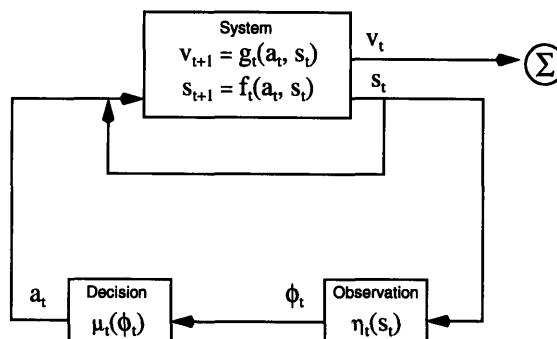 System
v_{t+1} = g_t(a_t, s_t)
s_{t+1} = f_t(a_t, s_t)
v_t
Σ
s_t
a_t
Decision
μ_t(ϕ_t)
ϕ_t
Observation
η_t(s_t)